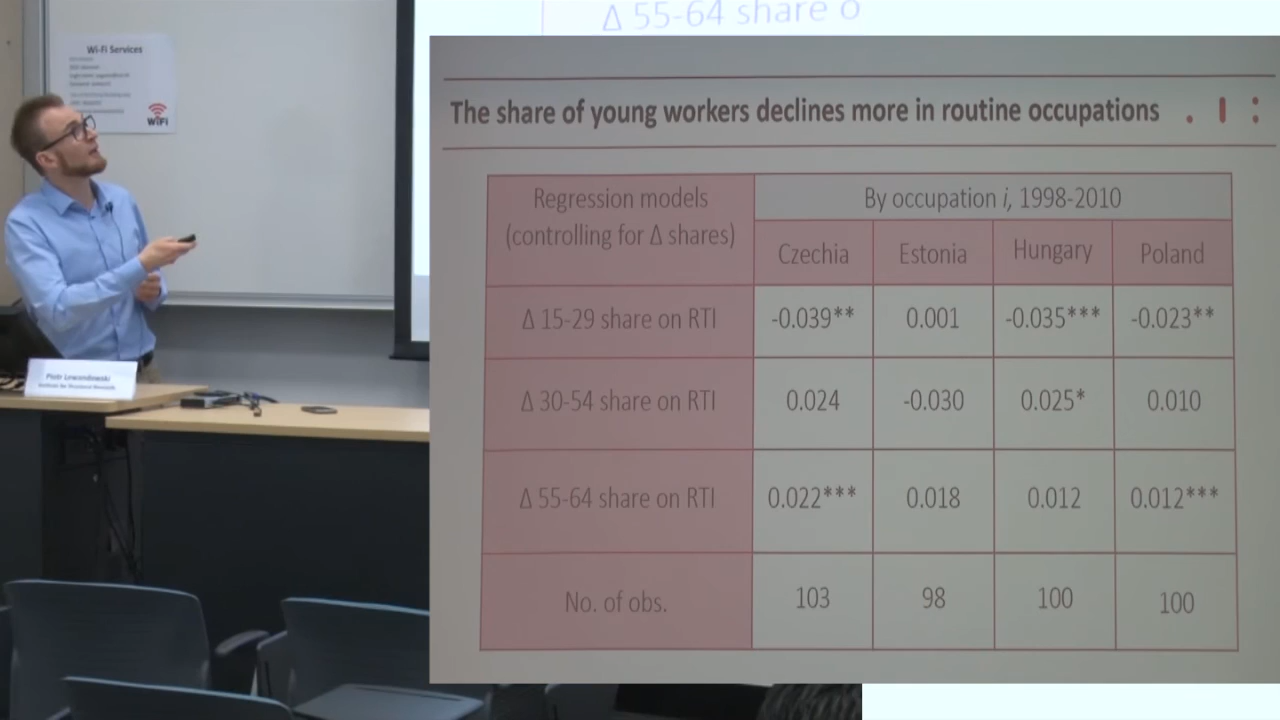 Δ 55-64 share o
Wi-Fi Services
WiFi
The share of young workers declines more in routine occupations
Regression models
(controlling for Δ shares)
By occupation i, 1998-2010
Czechia Estonia Hungary Poland
Δ 15-29 share on RTI -0.039** 0.001 -0.035*** -0.023**
Δ 30-54 share on RTI 0.024 -0.030 0.025* 0.010
Δ 55-64 share on RTI 0.022*** 0.018 0.012 0.012***
No. of obs. 103 98 100 100
Piotr Lewandowski